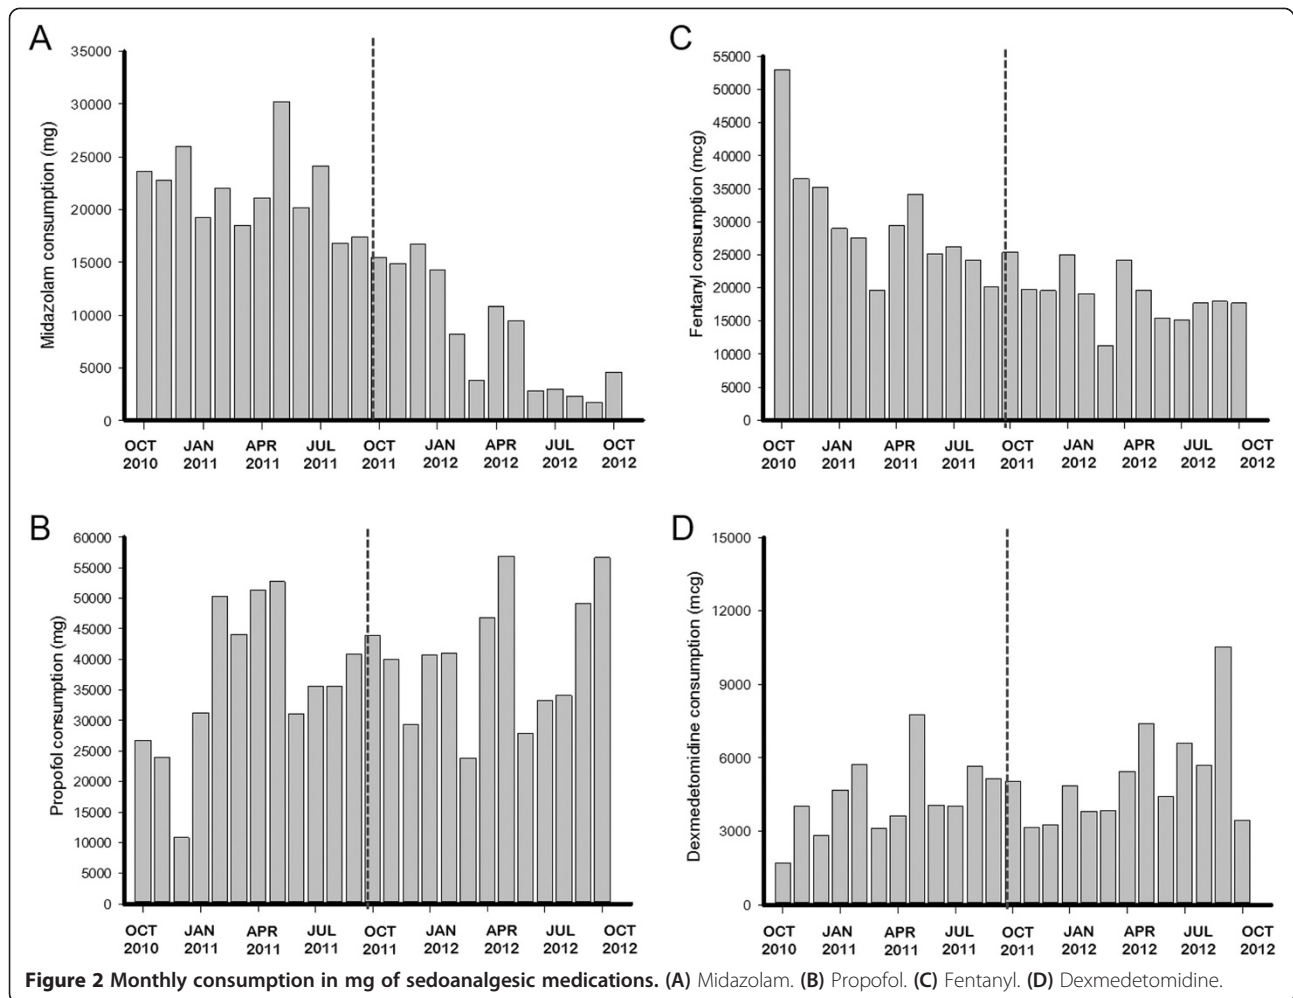 A
Midazolam consumption (mg)
35000
30000
25000
20000
15000
10000
5000
0
OCT JAN APR JUL OCT JAN APR JUL OCT
2010 2011 2011 2011 2011 2012 2012 2012 2012
C
Fentanyl consumption (mcg)
55000
50000
45000
40000
35000
30000
25000
20000
15000
10000
5000
0
OCT JAN APR JUL OCT JAN APR JUL OCT
2010 2011 2011 2011 2011 2012 2012 2012 2012
B
Propofol consumption (mg)
60000
55000
50000
45000
40000
35000
30000
25000
20000
15000
10000
5000
0
OCT JAN APR JUL OCT JAN APR JUL OCT
2010 2011 2011 2011 2011 2012 2012 2012 2012
D
Dexmedetomidine consumption (mcg)
15000
12000
9000
6000
3000
0
OCT JAN APR JUL OCT JAN APR JUL OCT
2010 2011 2011 2011 2011 2012 2012 2012 2012
Figure 2 Monthly consumption in mg of sedoanalgesic medications. (A) Midazolam. (B) Propofol. (C) Fentanyl. (D) Dexmedetomidine.